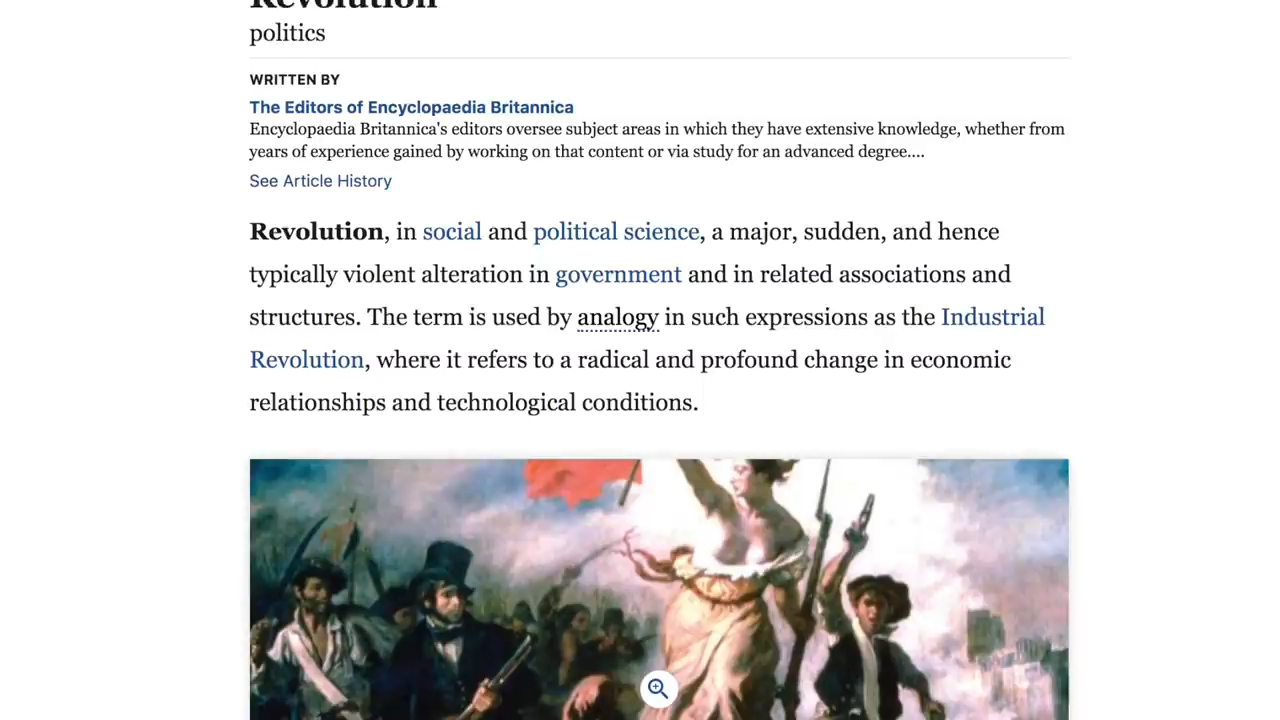 Revolution
politics
WRITTEN BY
The Editors of Encyclopaedia Britannica
Encyclopaedia Britannica's editors oversee subject areas in which they have extensive knowledge, whether from
years of experience gained by working on that content or via study for an advanced degree....
See Article History
Revolution, in social and political science, a major, sudden, and hence
typically violent alteration in government and in related associations and
structures. The term is used by analogy in such expressions as the Industrial
Revolution, where it refers to a radical and profound change in economic
relationships and technological conditions.